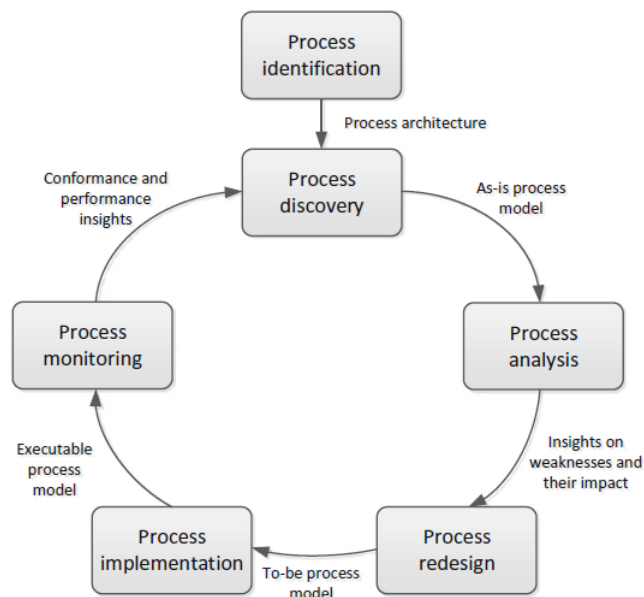 Process
identification
Process architecture
Process
discovery
As-is process
model
Process
analysis
Insights on
weaknesses and
their impact
Process
redesign
To-be process
model
Process
implementation
Executable
process
model
Process
monitoring
Conformance and
performance
insights